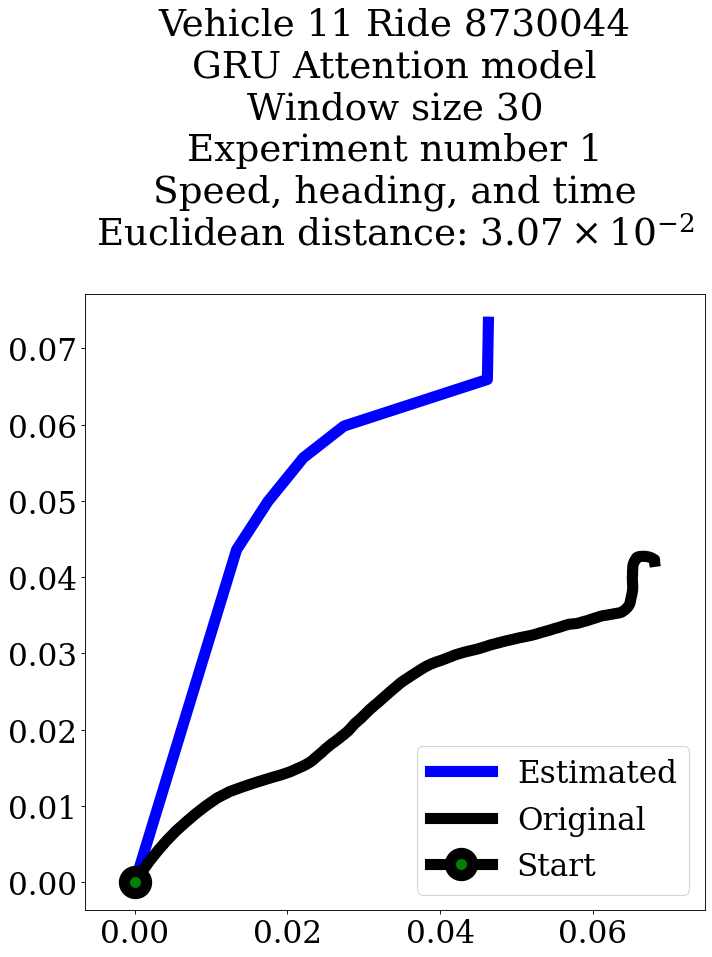 Vehicle 11 Ride 8730044
GRU Attention model
Window size 30
Experiment number 1
Speed, heading, and time
Euclidean distance: 3.07 × 10⁻²
0.07
0.06
0.05
0.04
0.03
0.02
0.01
0.00
Estimated
Original
Start
0.00 0.02 0.04 0.06